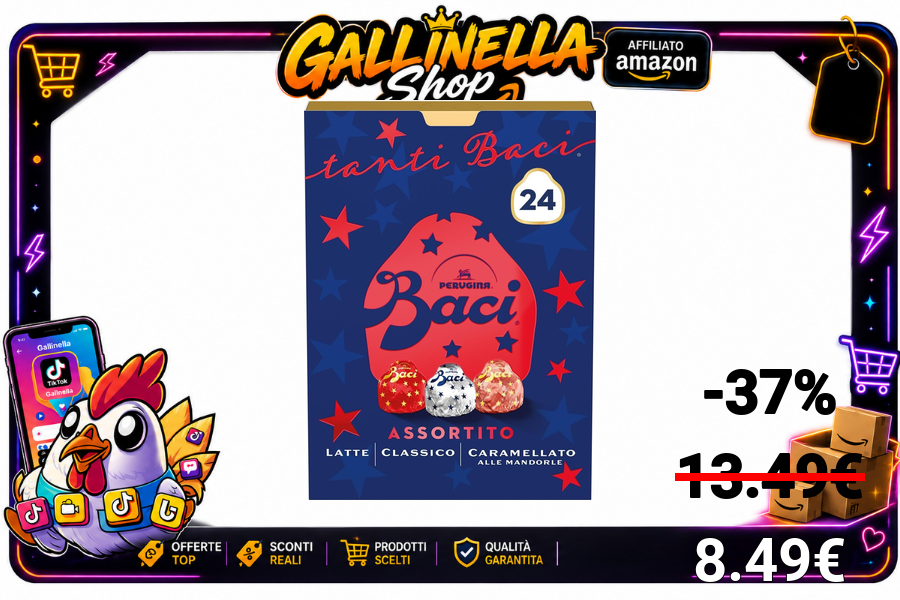 GALLINELLA
Shop
AFFILIATO
amazon
tanti Baci
24
PERUGINA
Baci
Baci
Baci
Baci
ASSORTITO
LATTE | CLASSICO | CARAMELLATO
ALLE MANDORLE
Gallinella
TikTok
Gallinella
-37%
13.49€
8.49€
OFFERTE
TOP
SCONTI
REALI
PRODOTTI
SCELTI
QUALITÀ
GARANTITA